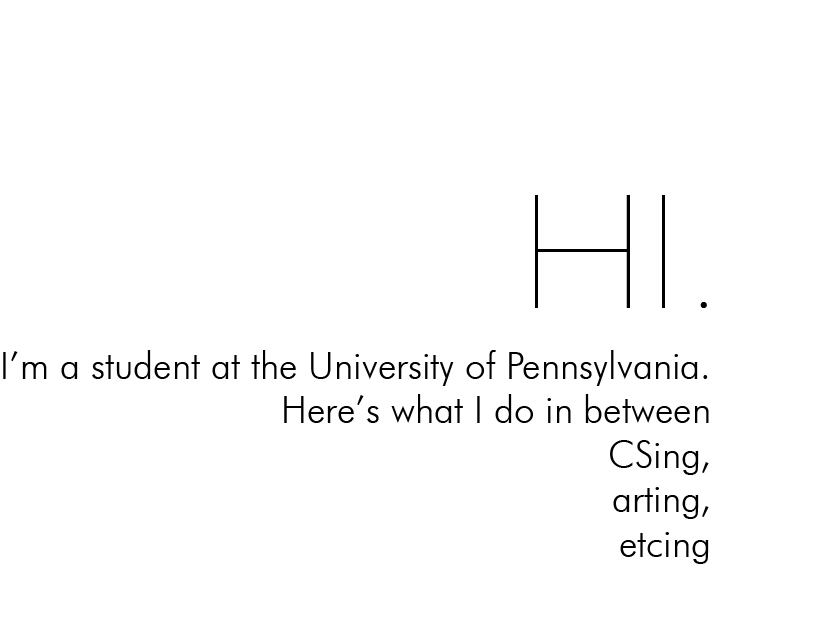 HI.
I'm a student at the University of Pennsylvania.
Here's what I do in between
CSing,
arting,
etcing